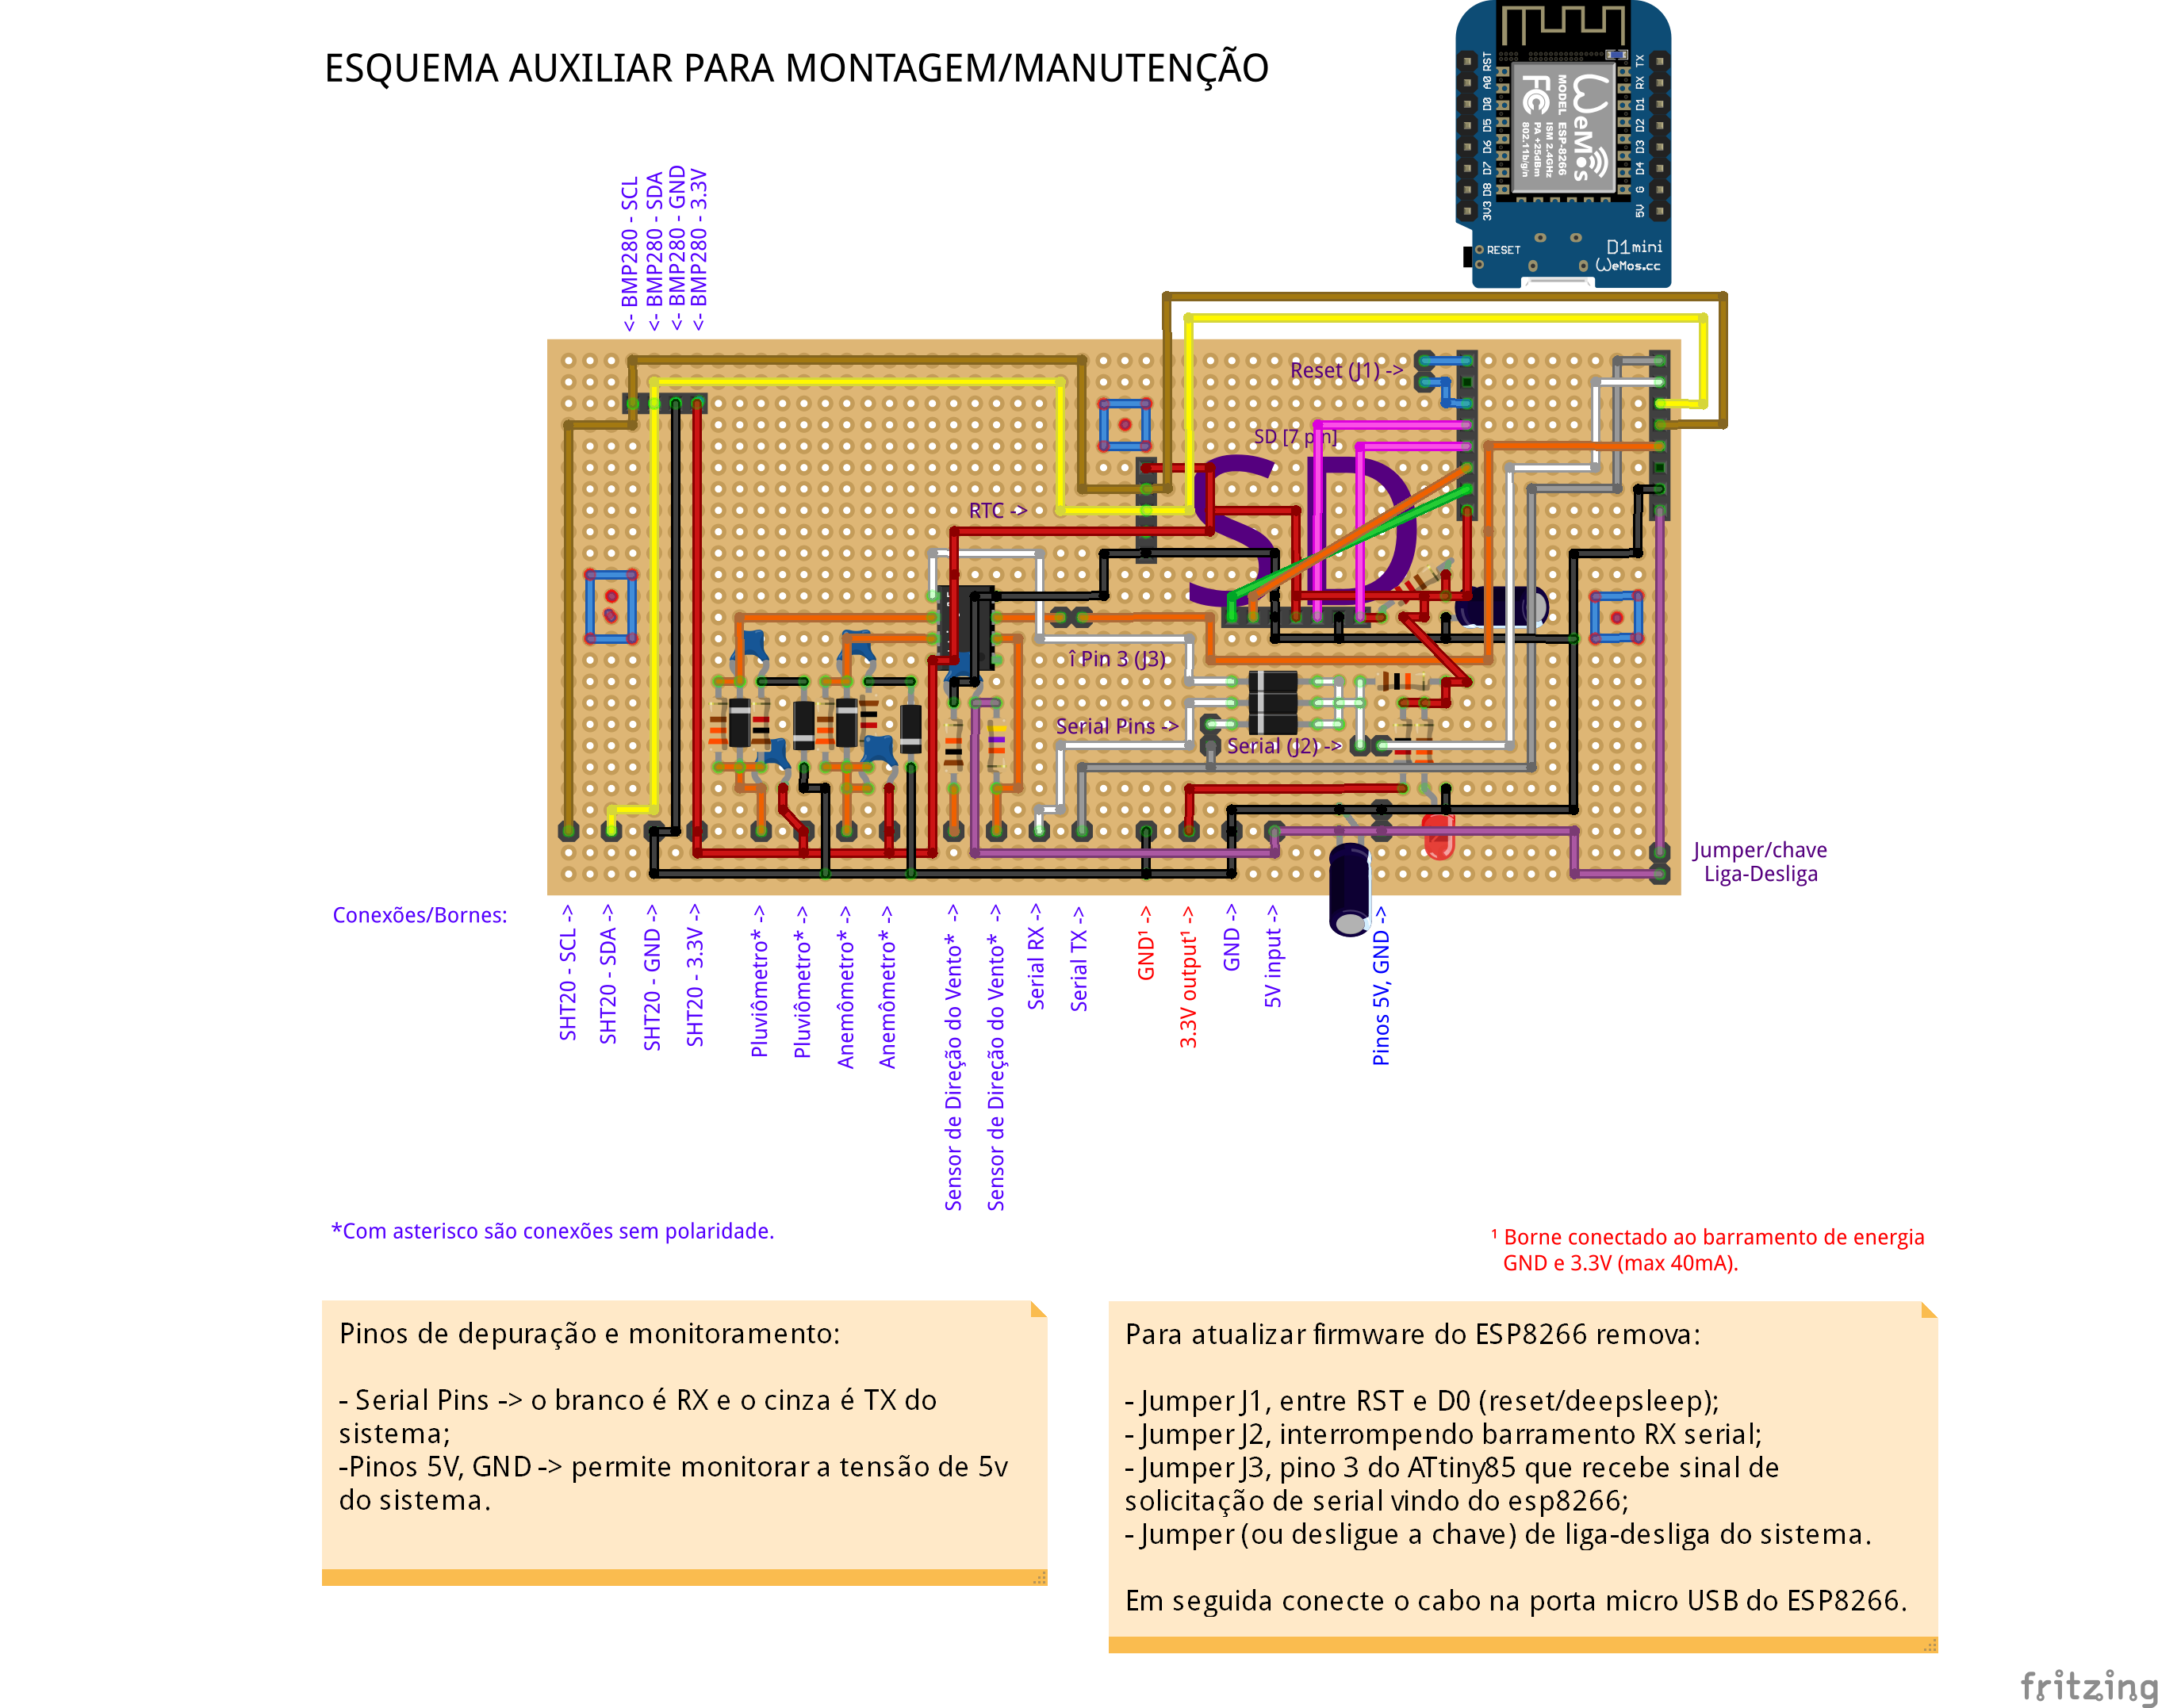 ESQUEMA AUXILIAR PARA MONTAGEM/MANUTENÇÃO
RST
A0
D0
D5
D6
D7
D8
3V3
TX
RX
D1
D2
D3
D4
G
5V
WeMos
FC
MODEL ESP-8266
ISM 2.4GHz
PA +25dBm
802.11b/g/n
RESET
D1mini
WeMos.cc
<- BMP280 - SCL
<- BMP280 - SDA
<- BMP280 - GND
<- BMP280 - 3.3V
Reset (J1) ->
SD [7 pin]
SD
RTC ->
î Pin 3 (J3)
Serial Pins ->
Serial (J2) ->
Jumper/chave
Liga-Desliga
Conexões/Bornes:
SHT20 - SCL ->
SHT20 - SDA ->
SHT20 - GND ->
SHT20 - 3.3V ->
Pluviômetro* ->
Pluviômetro* ->
Anemômetro* ->
Anemômetro* ->
Sensor de Direção do Vento* ->
Sensor de Direção do Vento* ->
Serial RX ->
Serial TX ->
GND¹ ->
3.3V output¹ ->
GND ->
5V input ->
Pinos 5V, GND ->
*Com asterisco são conexões sem polaridade.
¹ Borne conectado ao barramento de energia
GND e 3.3V (max 40mA).
Pinos de depuração e monitoramento:
- Serial Pins -> o branco é RX e o cinza é TX do
sistema;
-Pinos 5V, GND -> permite monitorar a tensão de 5v
do sistema.
Para atualizar firmware do ESP8266 remova:
- Jumper J1, entre RST e D0 (reset/deepsleep);
- Jumper J2, interrompendo barramento RX serial;
- Jumper J3, pino 3 do ATtiny85 que recebe sinal de
solicitação de serial vindo do esp8266;
- Jumper (ou desligue a chave) de liga-desliga do sistema.
Em seguida conecte o cabo na porta micro USB do ESP8266.
fritzing